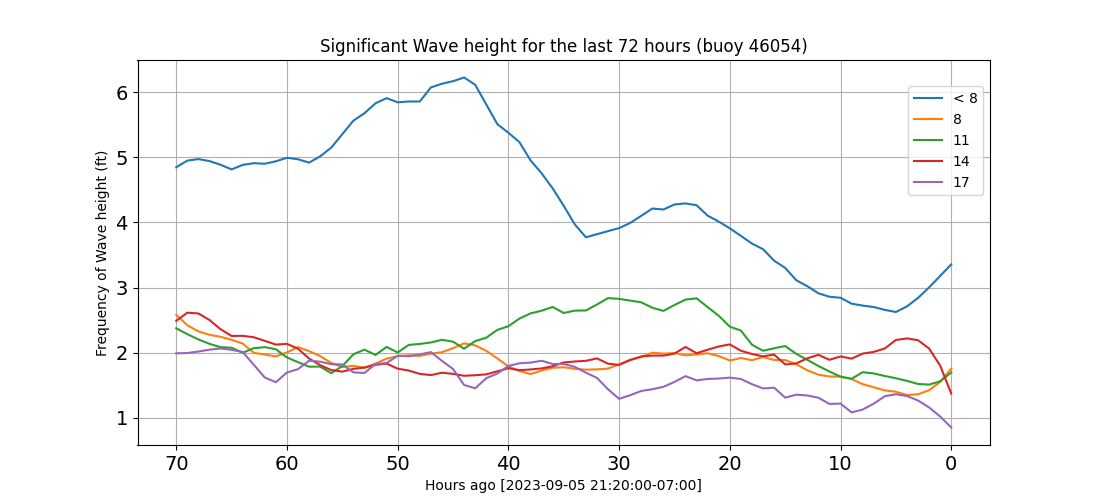 Significant Wave height for the last 72 hours (buoy 46054)
Frequency of Wave height (ft)
6
5
4
3
2
1
< 8
8
11
14
17
70 60 50 40 30 20 10 0
Hours ago [2023-09-05 21:20:00-07:00]